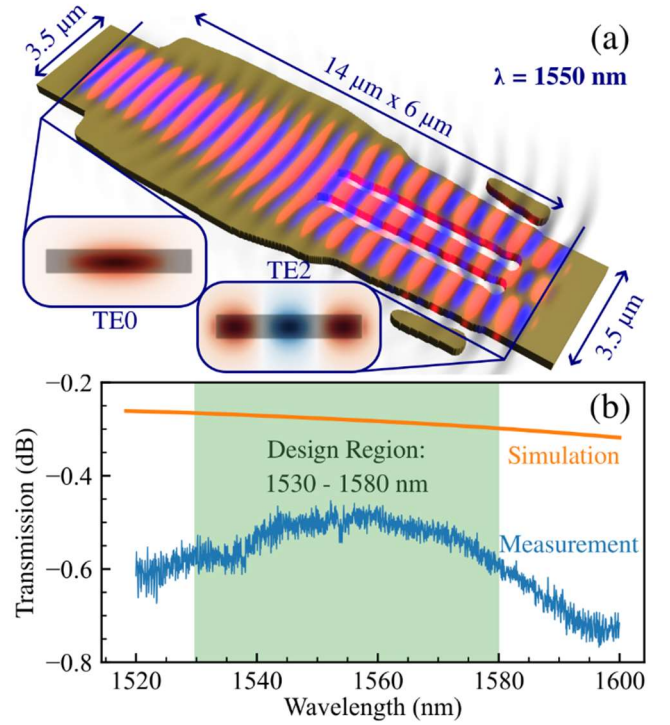 (a)
3.5 μm
14 μm x 6 μm
λ = 1550 nm
TE0
TE2
3.5 μm
(b)
Design Region:
1530 - 1580 nm
Simulation
Measurement
Transmission (dB)
−0.2
−0.4
−0.6
−0.8
1520
1540
1560
1580
1600
Wavelength (nm)